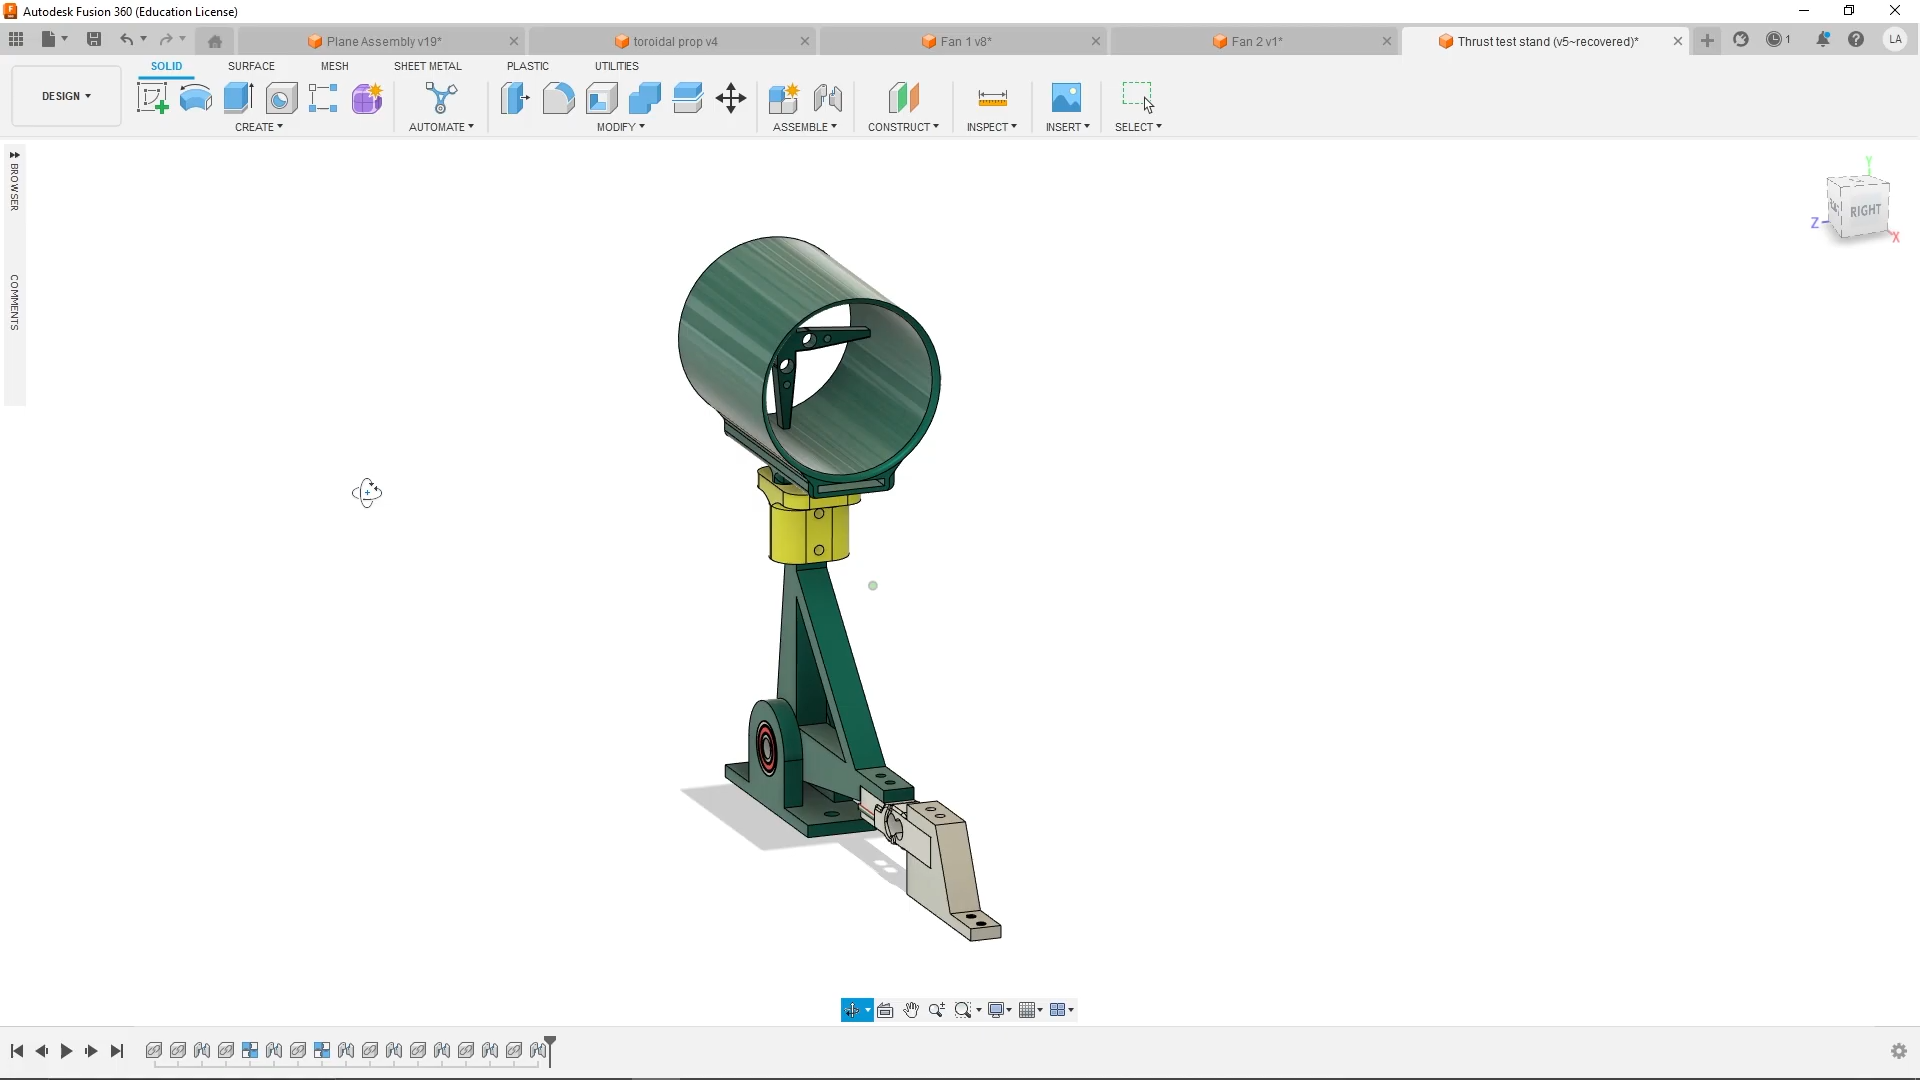 Autodesk Fusion 360 (Education License)
Plane Assembly v19*
toroidal prop v4
Fan 1 v8*
Fan 2 v1*
Thrust test stand (v5~recovered)*
1
LA
DESIGN
SOLID
SURFACE
MESH
SHEET METAL
PLASTIC
UTILITIES
CREATE
AUTOMATE
MODIFY
ASSEMBLE
CONSTRUCT
INSPECT
INSERT
SELECT
BROWSER
COMMENTS
Y
RIGHT
Z
X